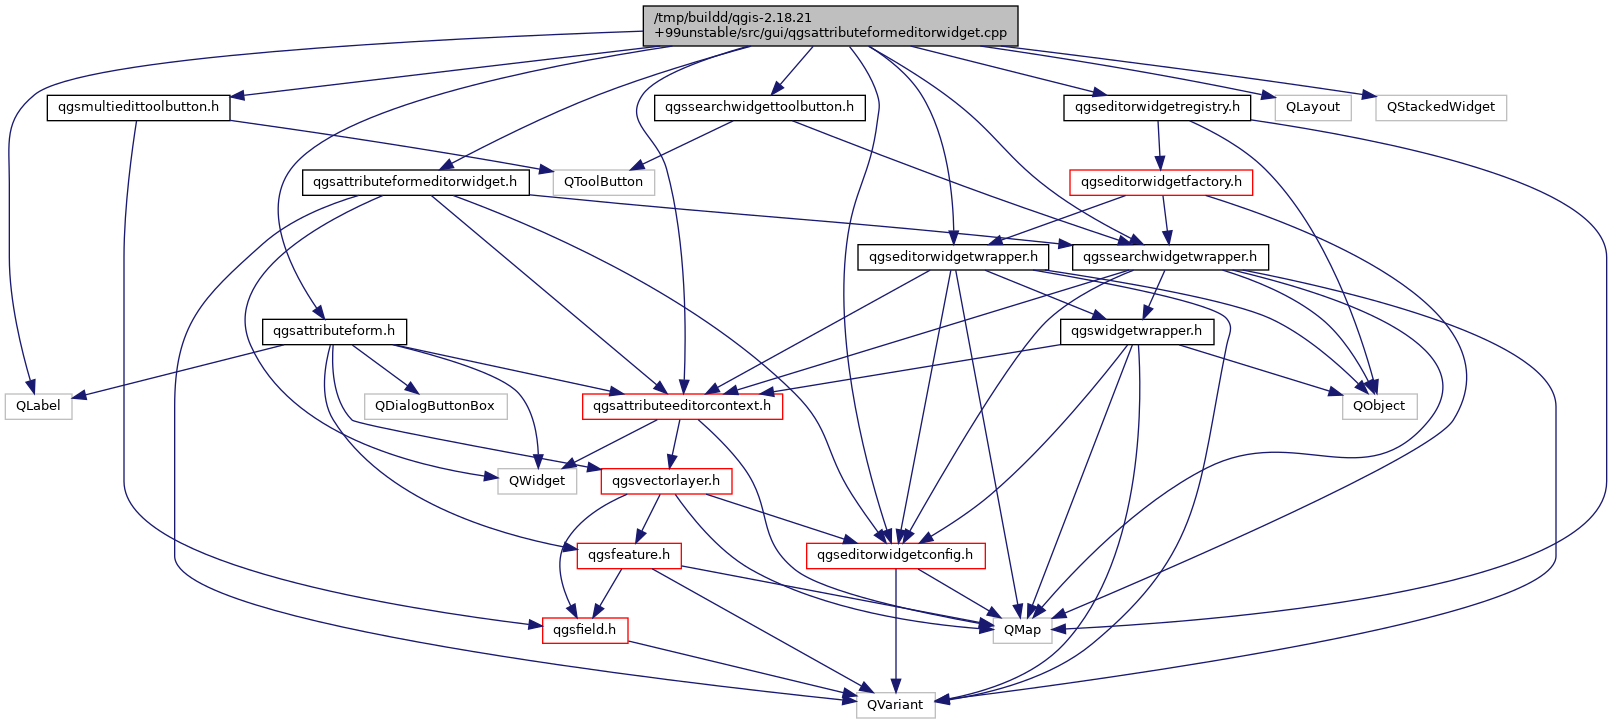 /tmp/buildd/qgis-2.18.21
+99unstable/src/gui/qgsattributeformeditorwidget.cpp
qgsmultiedittoolbutton.h
qgssearchwidgettoolbutton.h
qgseditorwidgetregistry.h
QLayout
QStackedWidget
qgsattributeformeditorwidget.h
QToolButton
qgseditorwidgetfactory.h
qgseditorwidgetwrapper.h
qgssearchwidgetwrapper.h
qgsattributeform.h
qgswidgetwrapper.h
QLabel
QDialogButtonBox
qgsattributeeditorcontext.h
QObject
QWidget
qgsvectorlayer.h
qgsfeature.h
qgseditorwidgetconfig.h
qgsfield.h
QMap
QVariant